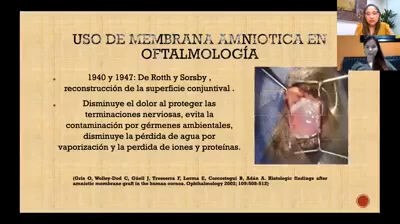 USO DE MEMBRANA AMNIOTICA EN
OFTALMOLOGÍA
1940 y 1947: De Rotth y Sorsby ,
reconstrucción de la superficie conjuntival .
Disminuye el dolor al proteger las
terminaciones nerviosas, evita la
contaminación por gérmenes ambientales,
disminuye la pérdida de agua por
vaporización y la perdida de iones y proteínas.
(Gris O, Wolley-Dod C, Güell J, Tresserra F, Lerma E, Corcostegui B, Adán A. Histologic findings after
amniotic membrane graft in the human cornea. Ophthalmology 2002; 109:508-512)